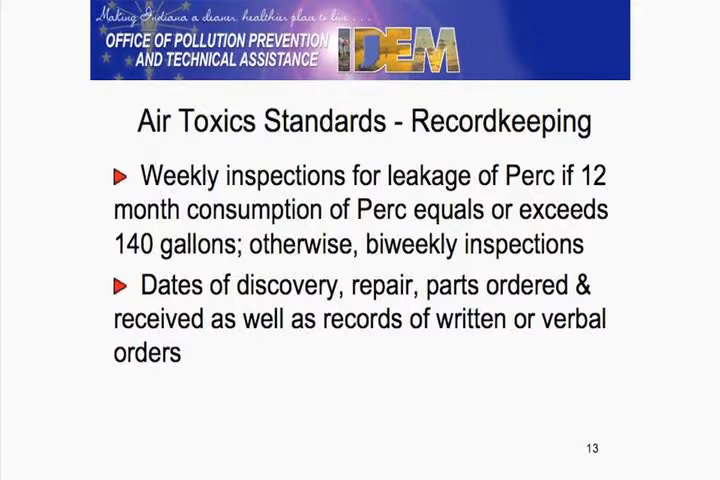 Making Indiana a cleaner, healthier place to live . . .
OFFICE OF POLLUTION PREVENTION
AND TECHNICAL ASSISTANCE
IDEM
Air Toxics Standards - Recordkeeping
Weekly inspections for leakage of Perc if 12
month consumption of Perc equals or exceeds
140 gallons; otherwise, biweekly inspections
Dates of discovery, repair, parts ordered &
received as well as records of written or verbal
orders
13